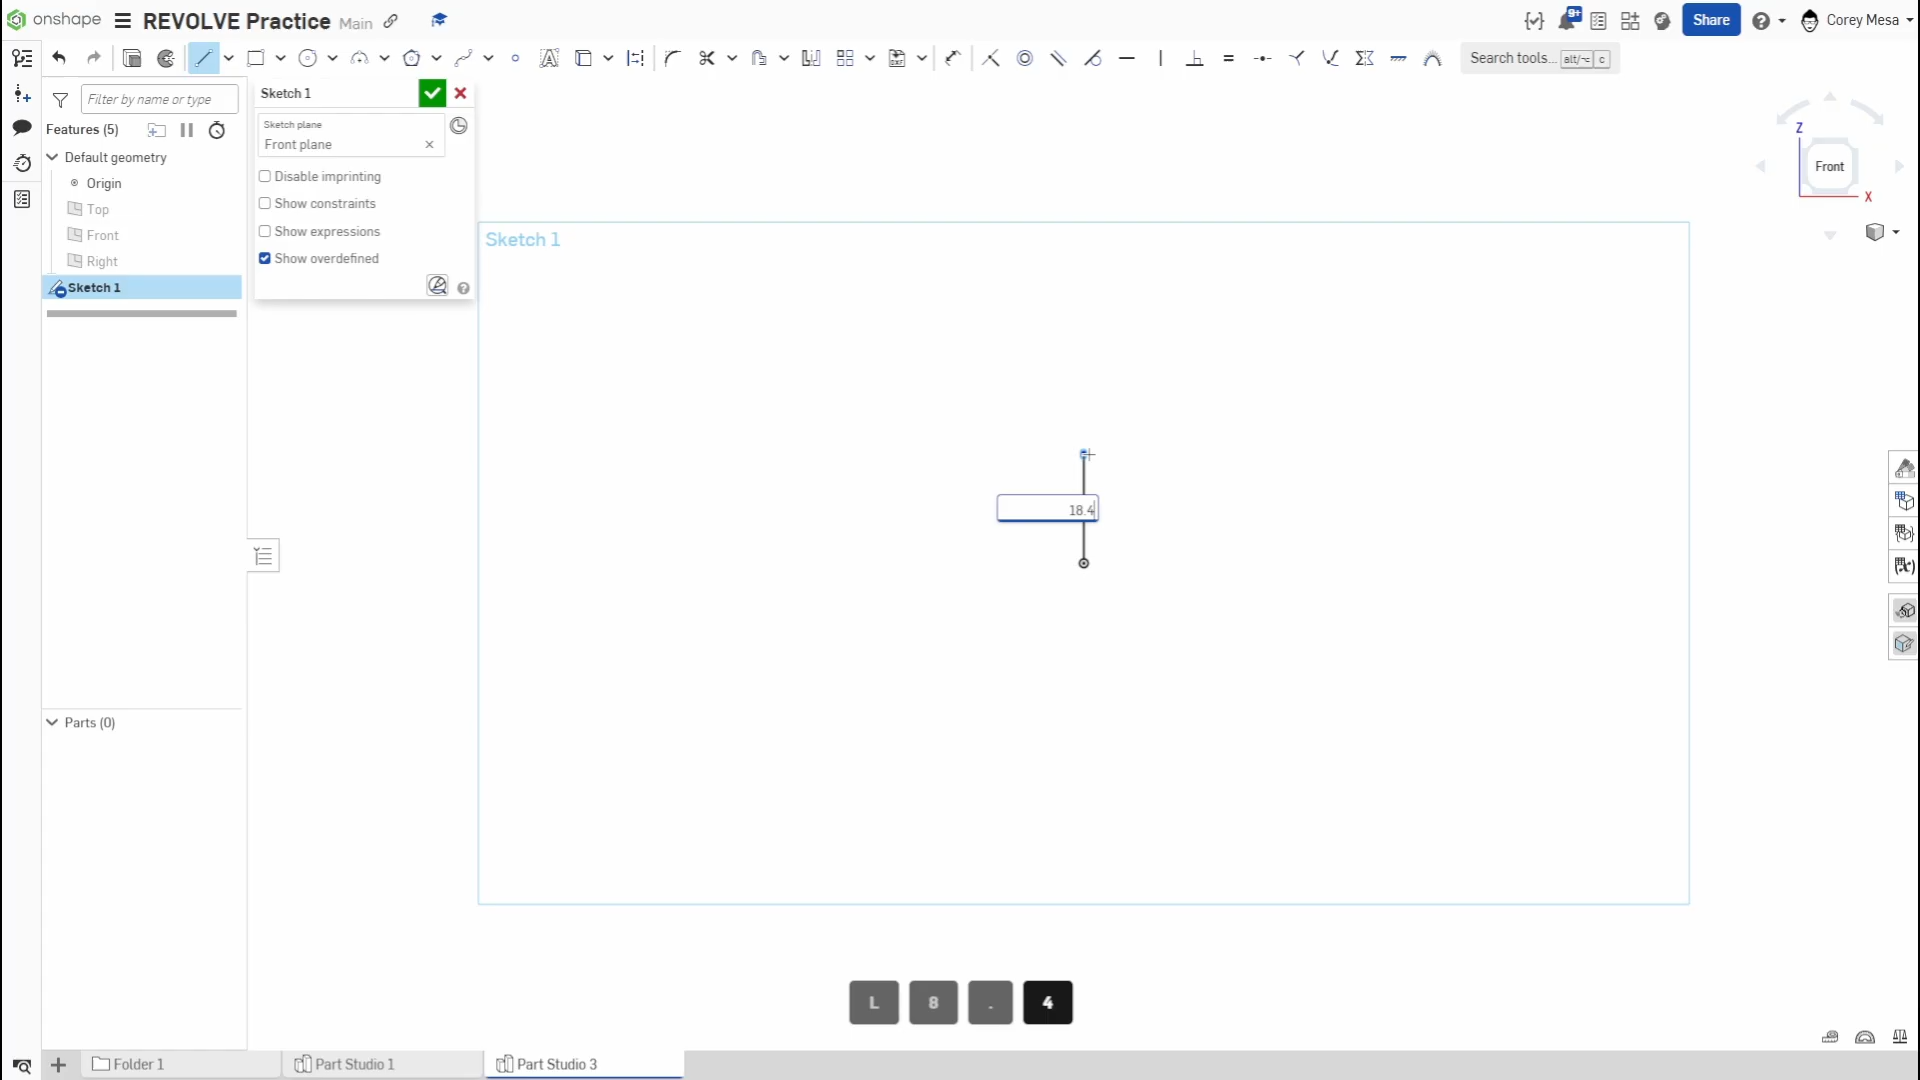 onshape REVOLVE Practice Main
9+ Share Corey Mesa
Search tools... alt/⌥ c
Filter by name or type
Features (5)
Default geometry
Origin
Top
Front
Right
Sketch 1
Sketch 1
Sketch plane
Front plane
Disable imprinting
Show constraints
Show expressions
Show overdefined
Sketch 1
Z
Front
X
18.4
Parts (0)
L 8 . 4
Folder 1 Part Studio 1 Part Studio 3